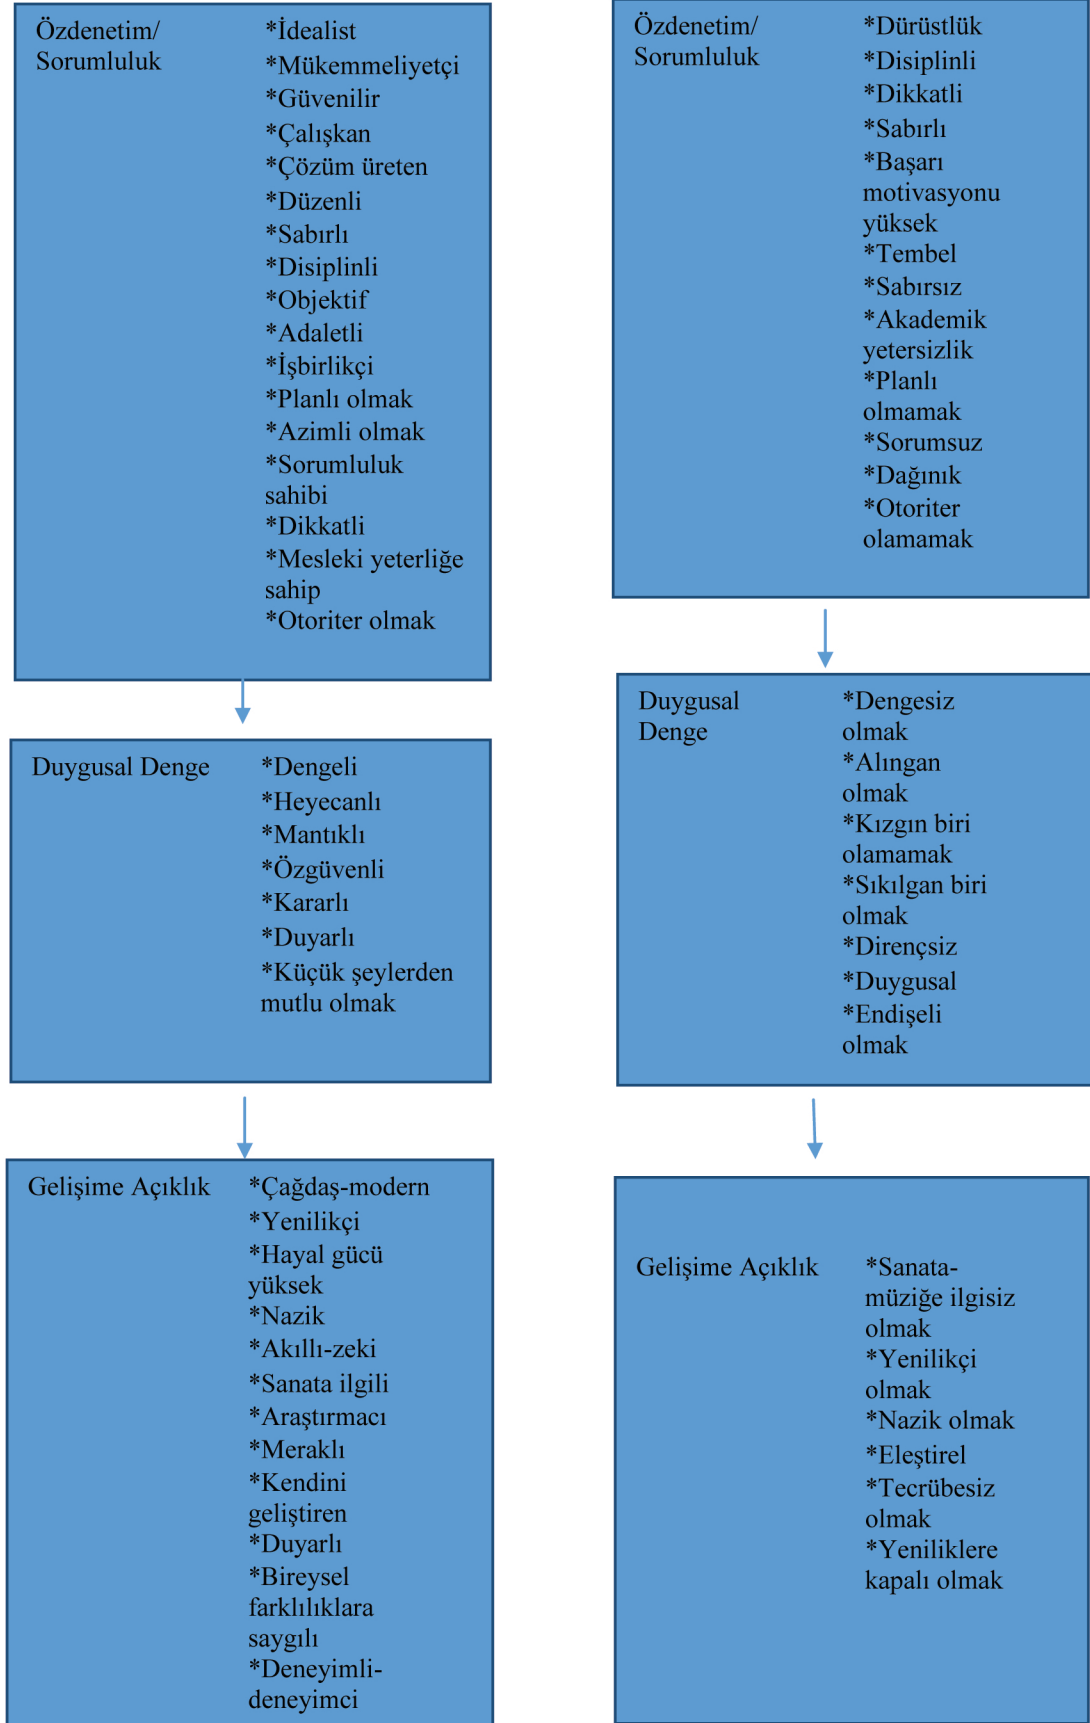 Özdenetim/
Sorumluluk
*İdealist
*Mükemmeliyetçi
*Güvenilir
*Çalışkan
*Çözüm üreten
*Düzenli
*Sabırlı
*Disiplinli
*Objektif
*Adaletli
*İşbirlikçi
*Planlı olmak
*Azimli olmak
*Sorumluluk
sahibi
*Dikkatli
*Mesleki yeterliğe
sahip
*Otoriter olmak
Duygusal Denge
*Dengeli
*Heyecanlı
*Mantıklı
*Özgüvenli
*Kararlı
*Duyarlı
*Küçük şeylerden
mutlu olmak
Gelişime Açıklık
*Çağdaş-modern
*Yenilikçi
*Hayal gücü
yüksek
*Nazik
*Akıllı-zeki
*Sanata ilgili
*Araştırmacı
*Meraklı
*Kendini
geliştiren
*Duyarlı
*Bireysel
farklılıklara
saygılı
*Deneyimli-
deneyimci
Özdenetim/
Sorumluluk
*Dürüstlük
*Disiplinli
*Dikkatli
*Sabırlı
*Başarı
motivasyonu
yüksek
*Tembel
*Sabırsız
*Akademik
yetersizlik
*Planlı
olmamak
*Sorumsuz
*Dağınık
*Otoriter
olamamak
Duygusal
Denge
*Dengesiz
olmak
*Alıngan
olmak
*Kızgın biri
olamamak
*Sıkılgan biri
olmak
*Dirençsiz
*Duygusal
*Endişeli
olmak
Gelişime Açıklık
*Sanata-
müziğe ilgisiz
olmak
*Yenilikçi
olmak
*Nazik olmak
*Eleştirel
*Tecrübesiz
olmak
*Yeniliklere
kapalı olmak